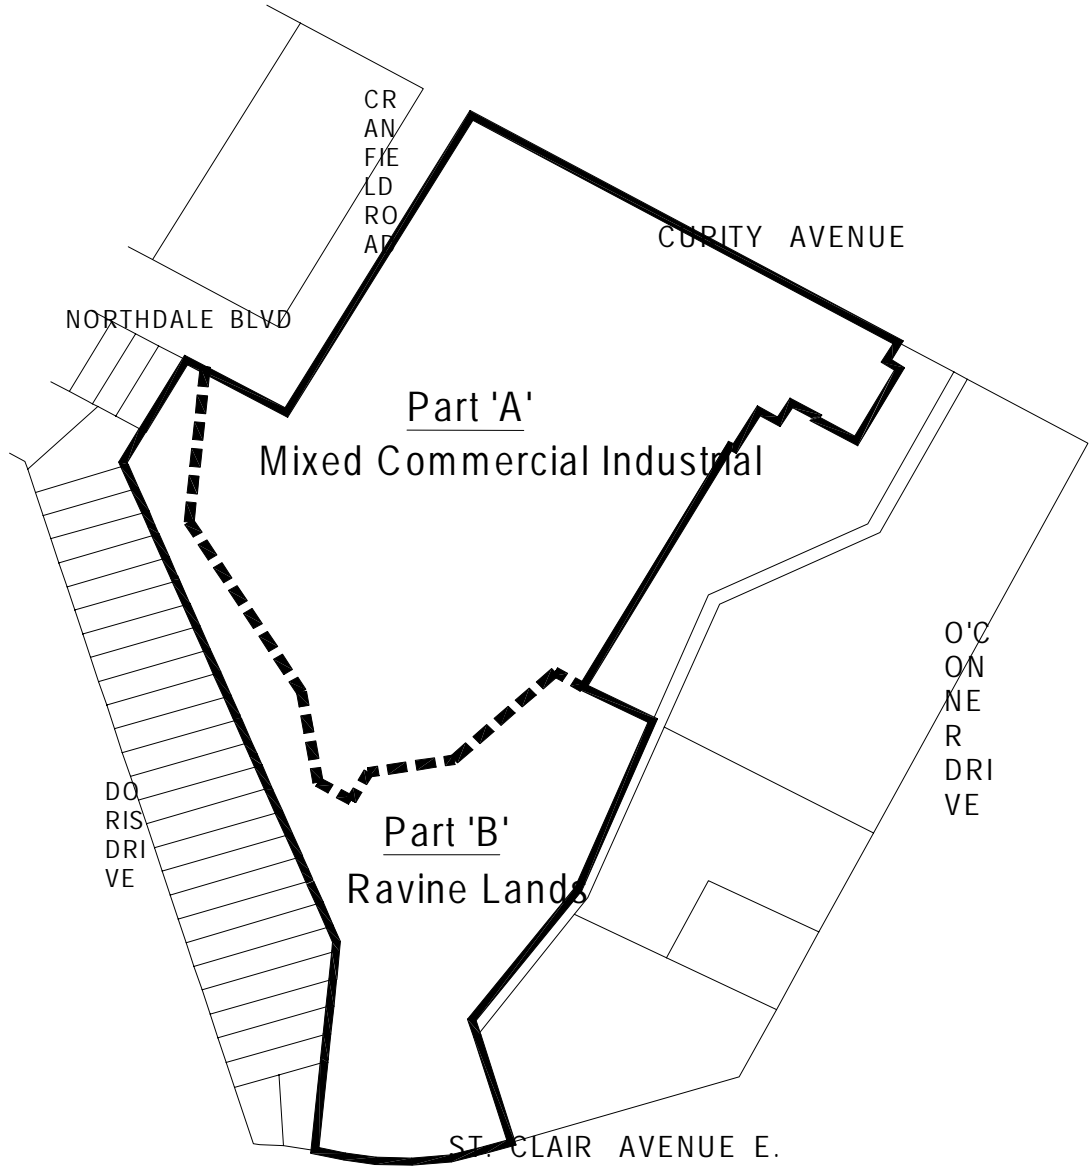 CR
AN
FIE
LD
RO
AD
CURITY AVENUE
NORTHDALE BLVD
Part 'A'
Mixed Commercial Industrial
O'C
ON
NE
R
DRI
VE
DO
RIS
DRI
VE
Part 'B'
Ravine Lands
ST. CLAIR AVENUE E.